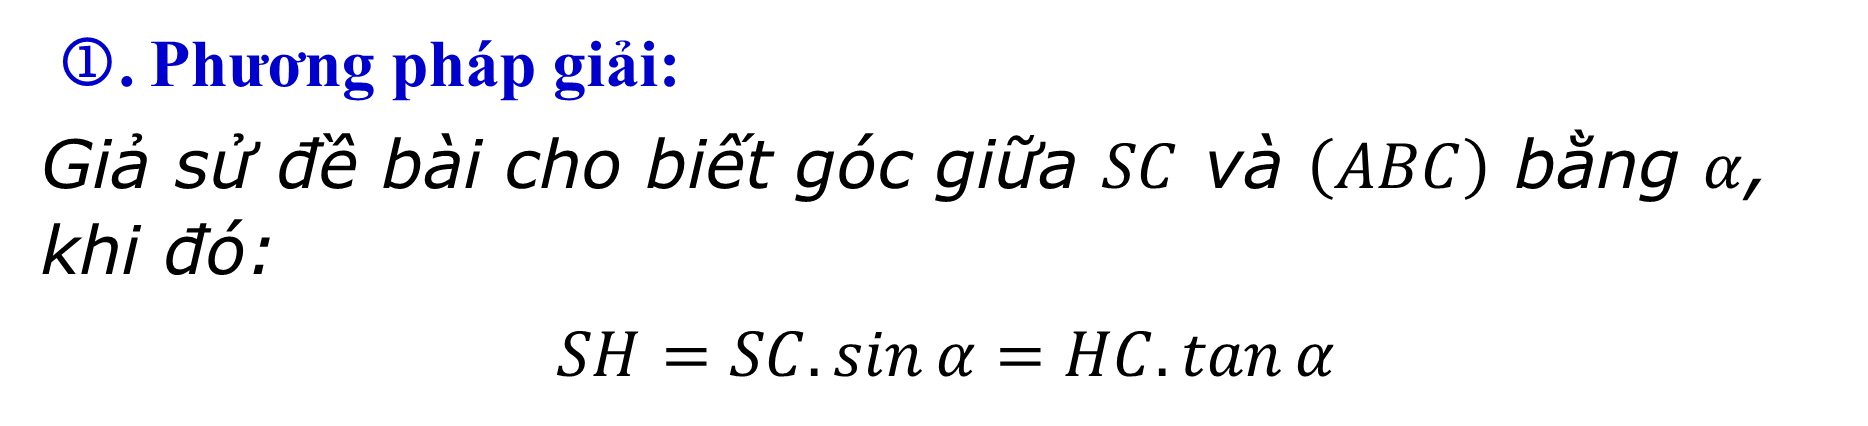 ①. Phương pháp giải:
Giả sử đề bài cho biết góc giữa SC và (ABC) bằng α,
khi đó:
SH = SC. sin α = HC. tan α